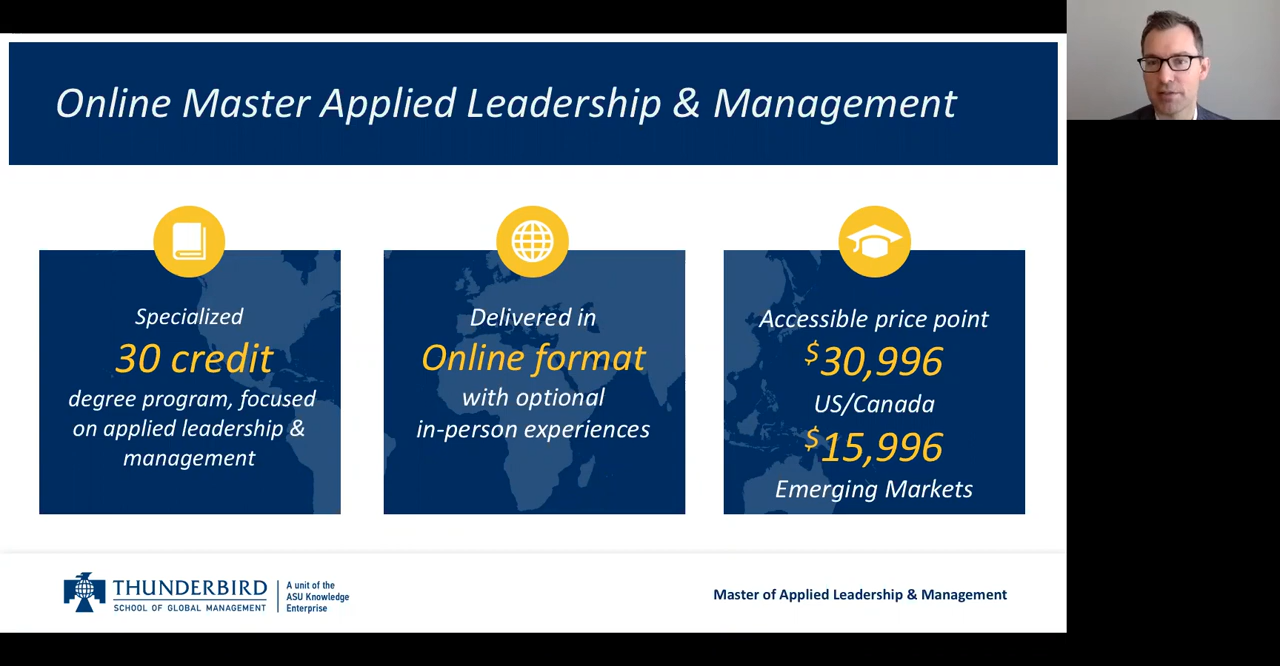 Online Master Applied Leadership & Management
Specialized
30 credit
degree program, focused
on applied leadership &
management
Delivered in
Online format
with optional
in-person experiences
Accessible price point
$30,996
US/Canada
$15,996
Emerging Markets
THUNDERBIRD
SCHOOL OF GLOBAL MANAGEMENT
A unit of the
ASU Knowledge
Enterprise
Master of Applied Leadership & Management